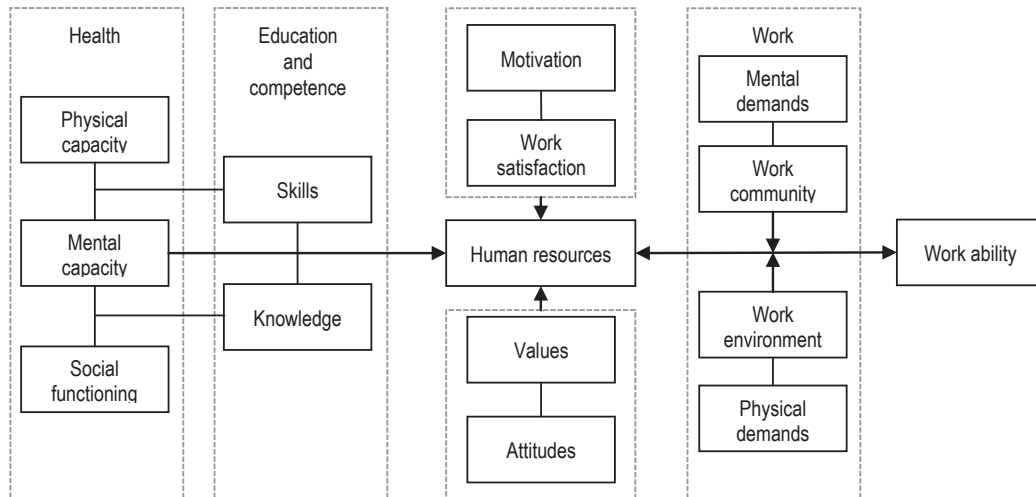 Health
Physical
capacity
Mental
capacity
Social
functioning
Education
and
competence
Skills
Knowledge
Motivation
Work
satisfaction
Human resources
Values
Attitudes
Work
Mental
demands
Work
community
Work
environment
Physical
demands
Work ability